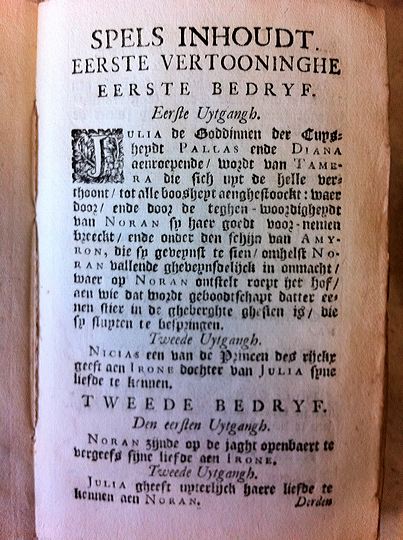 SPELS INHOUDT.
EERSTE VERTOONINGHE
EERSTE BEDRYF.
Eerste Uytgangh.
JULIA de Goddinnen der Cuys-
heydt PALLAS ende DIANA
aenroepende / wordt van TAME-
RA die sich uyt de helle ver-
thoont / tot alle boosheyt aenghestoockt: waer
door / ende door de teghen-woordigheydt
van NORAN sy haer goedt voor-nemen
breeckt / ende onder den schijn van AMY-
RON, die sy geveynst te sien / omhelst NO-
RAN vallende gheveynsdelijck in onmacht /
waer op NORAN ontstelt roept het hof /
aen wie dat wordt geboodtschapt datter ee-
nen stier in de gheberghte ghesien is / die
sy sluyten te bespringen.
Tweede Uytgangh.
NICIAS een van de Princen des rijckx
geeft aen IRONE dochter van JULIA syne
liefde te kennen.
TWEEDE BEDRYF.
Den eersten Uytgangh.
NORAN zijnde op de jaght openbaert te
vergeefs sijne liefde aen IRONE.
Tweede Uytgangh.
JULIA gheeft uyterlijck haere liefde te
kennen aen NORAN.
Derden